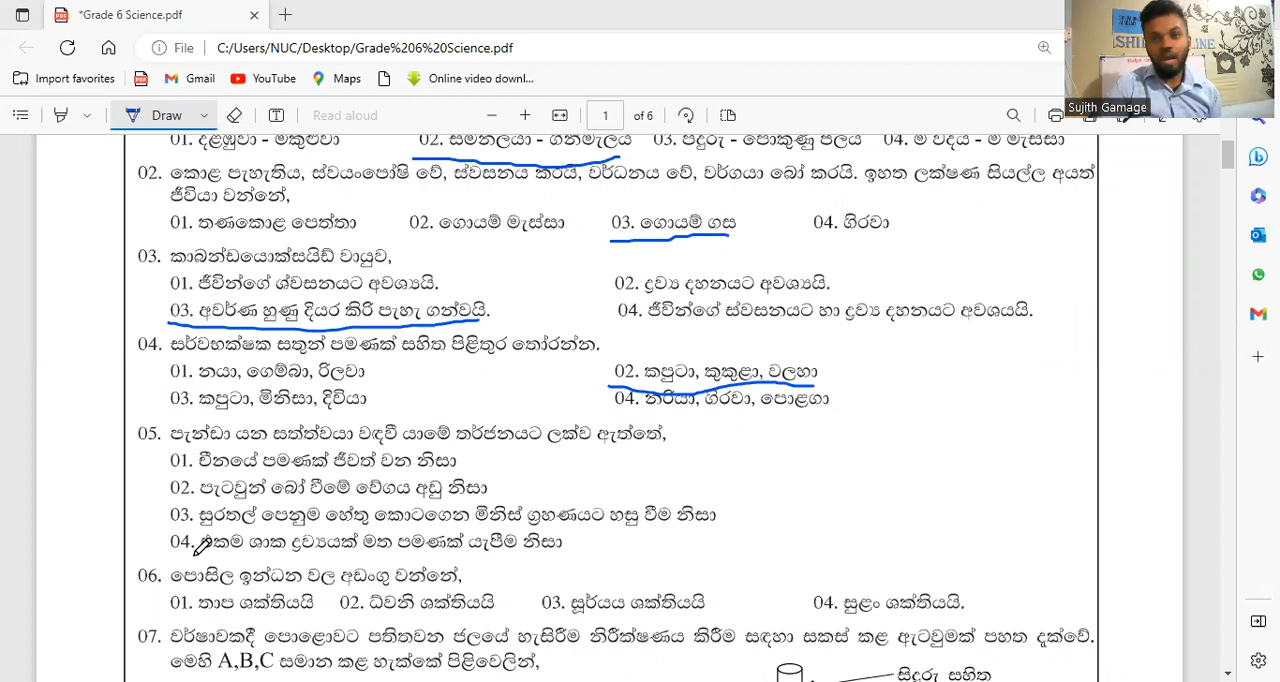 *Grade 6 Science.pdf
File C:/Users/NUC/Desktop/Grade%206%20Science.pdf
Import favorites Gmail YouTube Maps Online video downl...
Sujith Gamage
Draw Read aloud 1 of 6
01. දළඹුවා - මකුළුවා 02. සමනලයා - ගැනමැලය 03. පිදුරු - පොකුණු ජලය 04. මී වදය - මී මැස්සා
02. කොළ පැහැතිය, ස්වයංපෝෂි වේ, ස්වසනය කරයි, වර්ධනය වේ, වර්ගයා බෝ කරයි. ඉහත ලක්ෂණ සියල්ල අයත්
ජීවියා වන්නේ,
01. තණකොළ පෙත්තා 02. ගොයම් මැස්සා 03. ගොයම් ගස 04. ගිරවා
03. කාබන්ඩයොක්සයිඩ් වායුව,
01. ජීවින්ගේ ශ්වසනයට අවශ්‍යයි. 02. ද්‍රව්‍ය දහනයට අවශ්‍යයි.
03. අවර්ණ හුණු දියර කිරි පැහැ ගන්වයි. 04. ජීවින්ගේ ස්වසනයට හා ද්‍රව්‍ය දහනයට අවශයයි.
04. සර්වභක්ෂක සතුන් පමණක් සහිත පිළිතුර තෝරන්න.
01. නයා, ගෙම්බා, රිලවා 02. කපුටා, කුකුළා, වලහා
03. කපුටා, මිනිසා, දිවියා 04. නරියා, ගිරවා, පොළගා
05. පැන්ඩා යන සත්ත්වයා වඳවී යාමේ තර්ජනයට ලක්ව ඇත්තේ,
01. චීනයේ පමණක් ජීවත් වන නිසා
02. පැටවුන් බෝ වීමේ වේගය අඩු නිසා
03. සුරතල් පෙනුම හේතු කොටගෙන මිනිස් ග්‍රහණයට හසු වීම නිසා
04. එකම ශාක ද්‍රව්‍යයක් මත පමණක් යැපීම නිසා
06. පොසිල ඉන්ධන වල අඩංගු වන්නේ,
01. තාප ශක්තියයි 02. ධ්වනි ශක්තියයි 03. සූර්යය ශක්තියයි 04. සුළං ශක්තියයි.
07. වර්ෂාවකදී පොළොවට පතිතවන ජලයේ හැසිරීම නිරීක්ෂණය කිරීම සඳහා සකස් කළ ඇටවුමක් පහත දැක්වේ.
මෙහි A,B,C සමාන කළ හැක්කේ පිළිවෙලින්,
සිදුරු සහිත